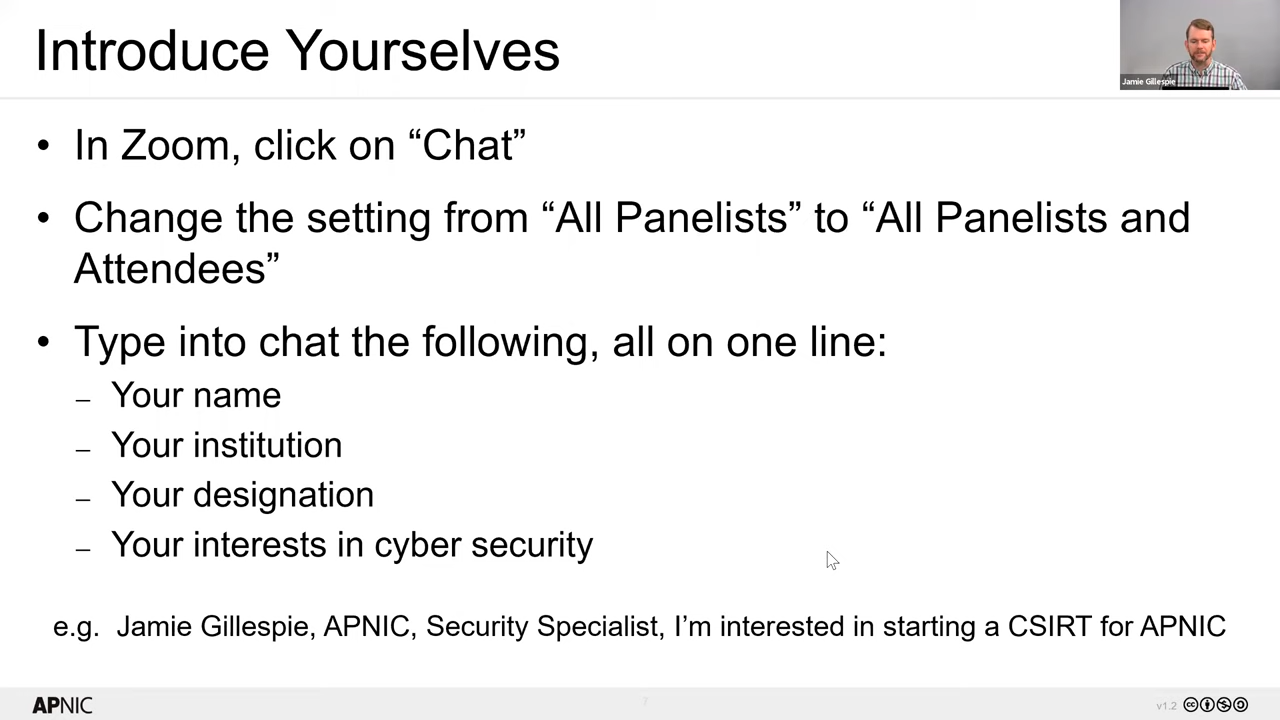 Introduce Yourselves
Jamie Gillespie
• In Zoom, click on “Chat”
• Change the setting from “All Panelists” to “All Panelists and
Attendees”
• Type into chat the following, all on one line:
– Your name
– Your institution
– Your designation
– Your interests in cyber security
e.g. Jamie Gillespie, APNIC, Security Specialist, I’m interested in starting a CSIRT for APNIC
APNIC
7
v1.2